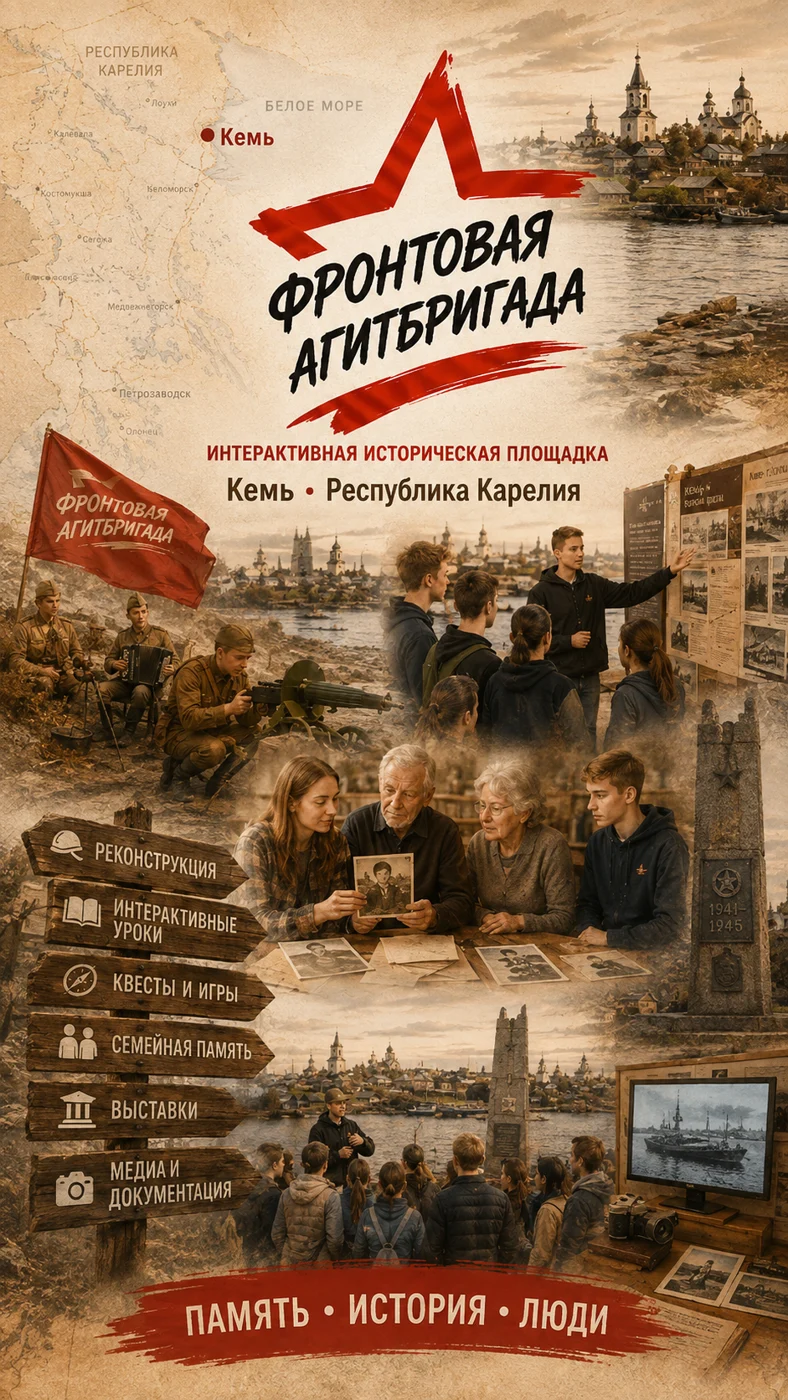 РЕСПУБЛИКА
КАРЕЛИЯ
Лоухи
БЕЛОЕ МОРЕ
Кемь
Калевала
Костомукша
Беломорск
Сегежа
Медвежьегорск
Петрозаводск
Олонец
ФРОНТОВАЯ
АГИТБРИГАДА
ИНТЕРАКТИВНАЯ ИСТОРИЧЕСКАЯ ПЛОЩАДКА
Кемь • Республика Карелия
ФРОНТОВАЯ
АГИТБРИГАДА
РЕКОНСТРУКЦИЯ
ИНТЕРАКТИВНЫЕ
УРОКИ
КВЕСТЫ И ИГРЫ
СЕМЕЙНАЯ ПАМЯТЬ
ВЫСТАВКИ
МЕДИА И
ДОКУМЕНТАЦИЯ
1941–
1945
ПАМЯТЬ • ИСТОРИЯ • ЛЮДИ